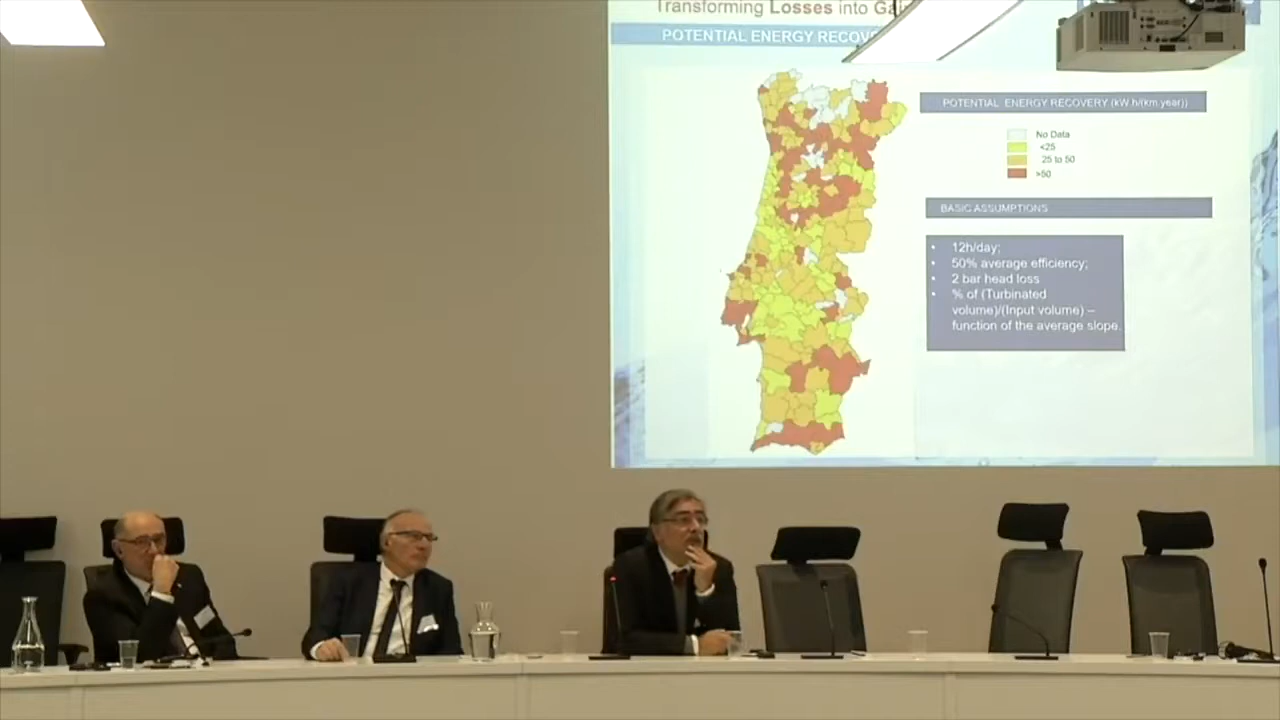 Transforming Losses into
POTENTIAL ENERGY
POTENTIAL ENERGY RECOVERY (kW.h/(km.year))
No Data
<25
25 to 50
>50
BASIC ASSUMPTIONS
• 12h/day;
• 50% average efficiency;
• 2 bar head loss
• % of (Turbinated
volume)/(Input volume) –
function of the average slope.